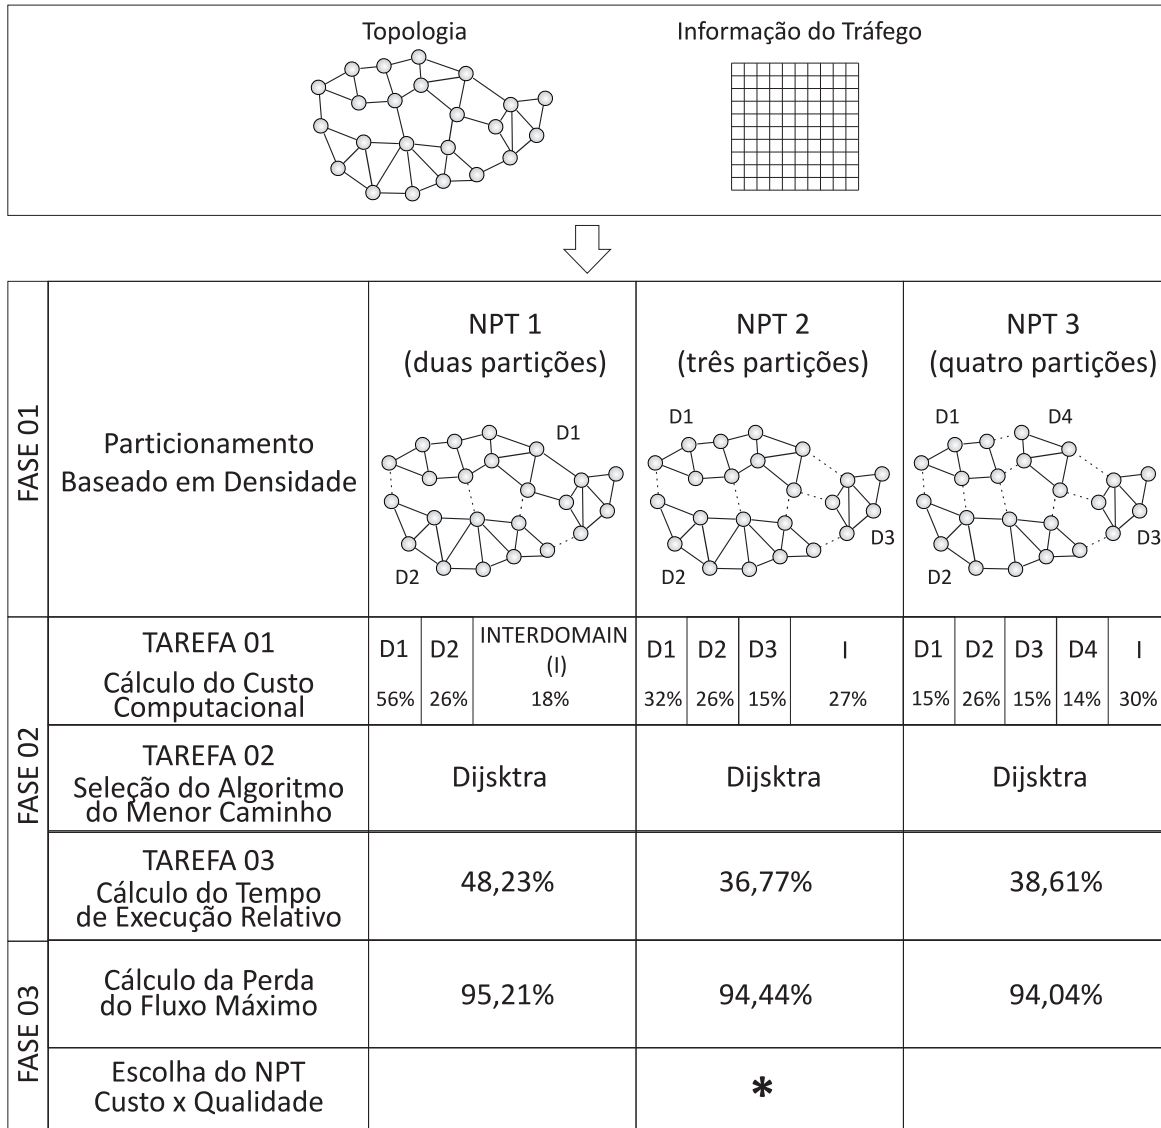 Topologia
Informação do Tráfego
FASE 01
Particionamento
Baseado em Densidade
NPT 1
(duas partições)
D1
D2
NPT 2
(três partições)
D1
D2
D3
NPT 3
(quatro partições)
D1
D4
D2
D3
FASE 02
TAREFA 01
Cálculo do Custo
Computacional
D1
56%
D2
26%
INTERDOMAIN
(I)
18%
D1
32%
D2
26%
D3
15%
I
27%
D1
15%
D2
26%
D3
15%
D4
14%
I
30%
TAREFA 02
Seleção do Algoritmo
do Menor Caminho
Dijsktra
Dijsktra
Dijsktra
TAREFA 03
Cálculo do Tempo
de Execução Relativo
48,23%
36,77%
38,61%
FASE 03
Cálculo da Perda
do Fluxo Máximo
95,21%
94,44%
94,04%
Escolha do NPT
Custo x Qualidade
*